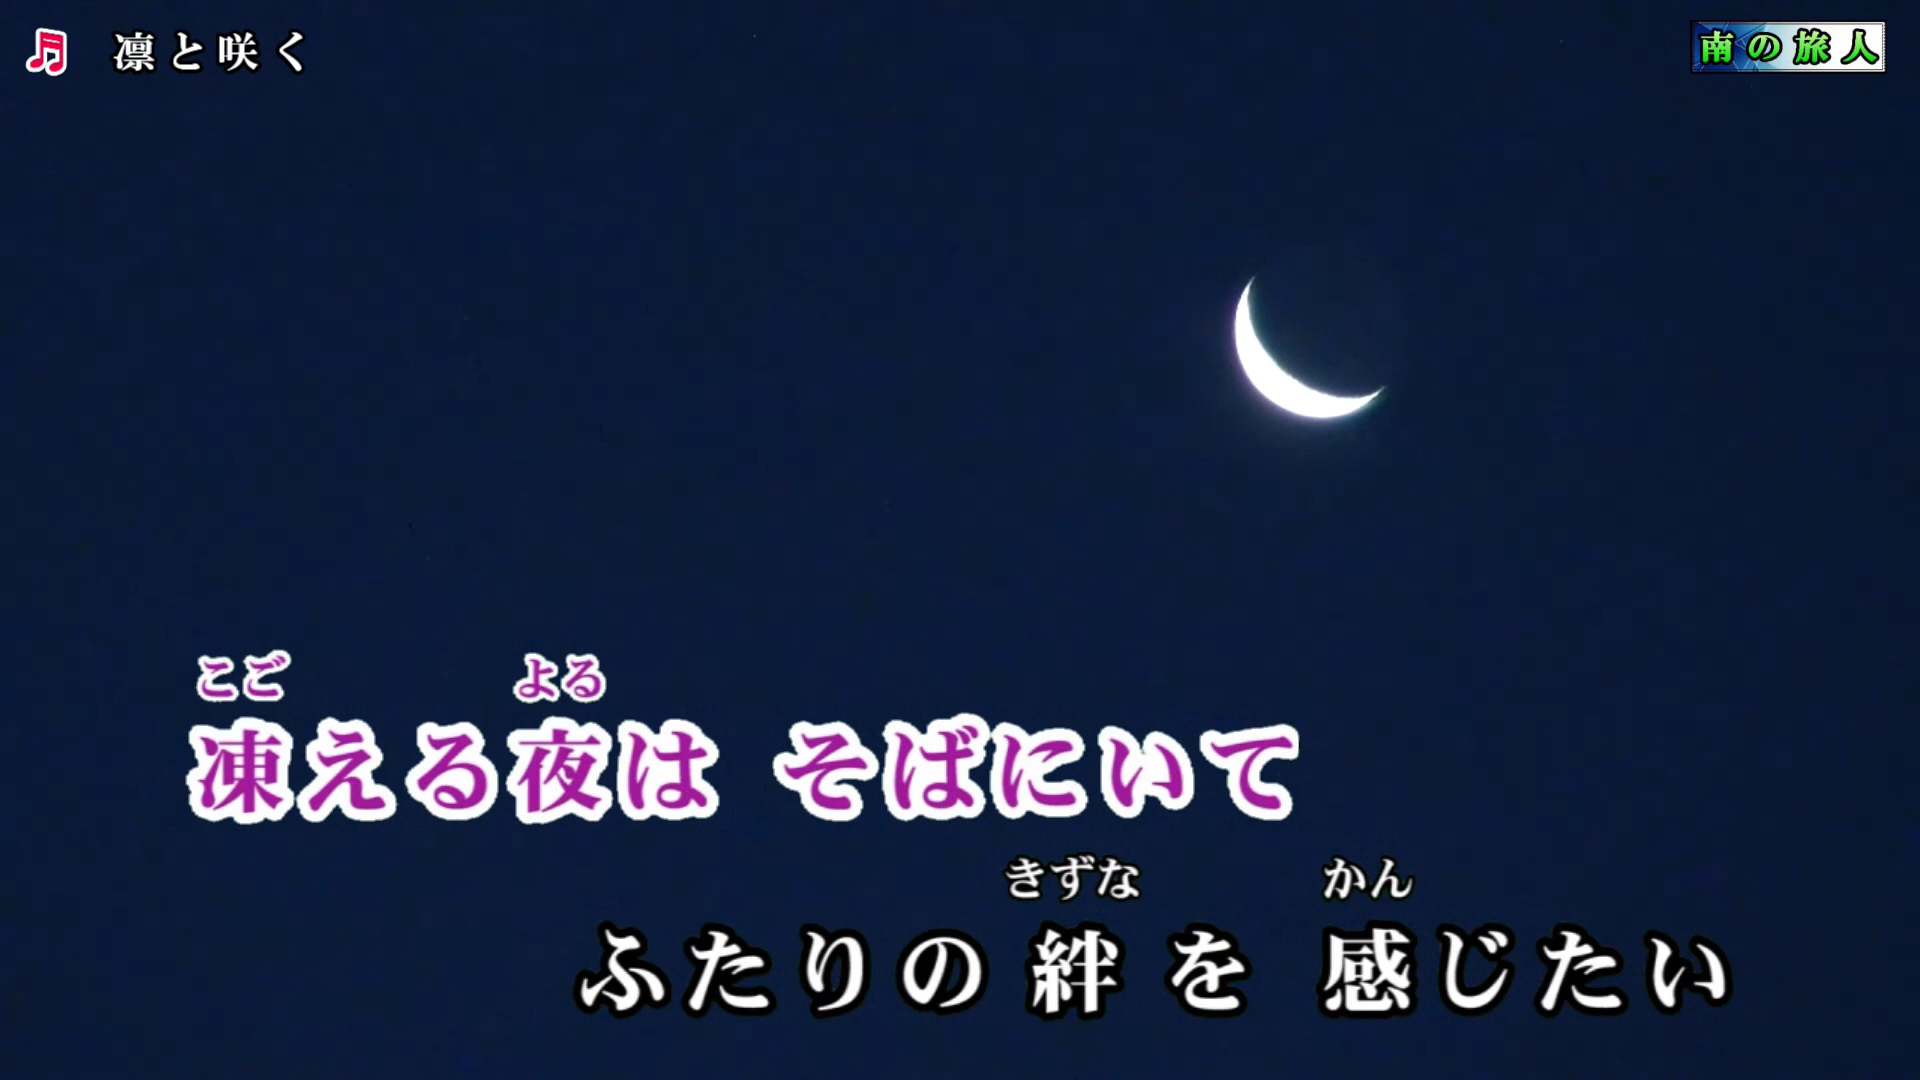 凛と咲く
南の旅人
こご よる
凍える夜は そばにいて
きずな かん
ふたりの 絆 を 感じたい